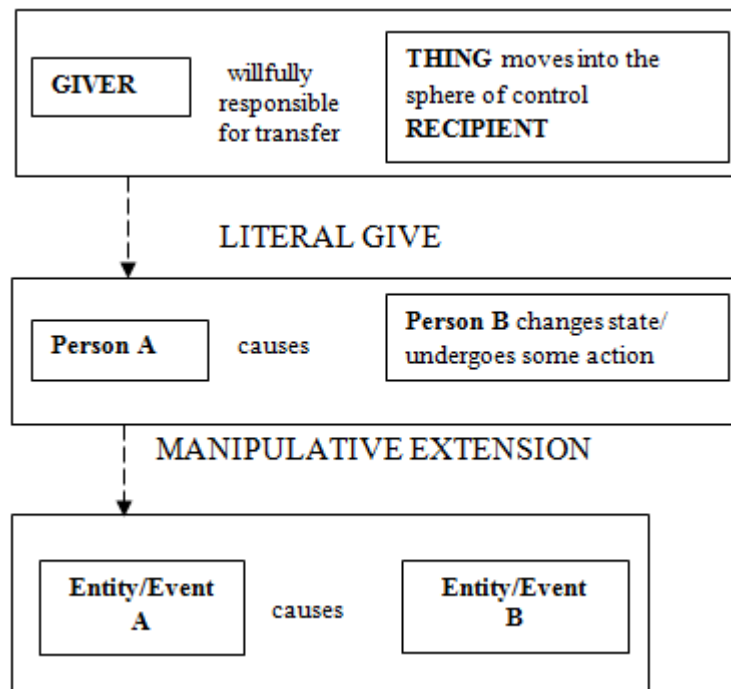 GIVER
willfully
responsible
for transfer
THING moves into the
sphere of control
RECIPIENT
LITERAL GIVE
Person A
causes
Person B changes state/
undergoes some action
MANIPULATIVE EXTENSION
Entity/Event
A
causes
Entity/Event
B